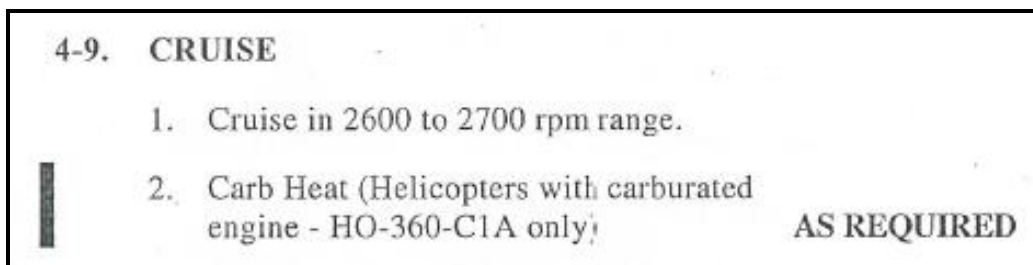 4-9. CRUISE
1. Cruise in 2600 to 2700 rpm range.
2. Carb Heat (Helicopters with carburated
engine - HO-360-C1A only) AS REQUIRED